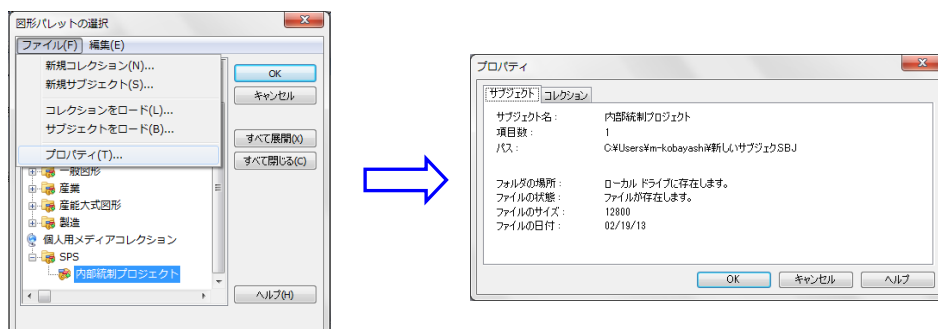 図形パレットの選択
ファイル(F) 編集(E)
新規コレクション(N)...
新規サブジェクト(S)...
コレクションをロード(L)...
サブジェクトをロード(B)...
プロパティ(T)...
一般図形
産業
産能大式図形
製造
個人用メディアコレクション
SPS
内部統制プロジェクト
OK
キャンセル
すべて展開(X)
すべて閉じる(C)
ヘルプ(H)
プロパティ
サブジェクト コレクション
サブジェクト名: 内部統制プロジェクト
項目数: 1
パス: C:¥Users¥m-kobayashi¥新しいサブジェクSBJ
フォルダの場所: ローカル ドライブに存在します。
ファイルの状態: ファイルが存在します。
ファイルのサイズ: 12800
ファイルの日付: 02/19/13
OK キャンセル ヘルプ